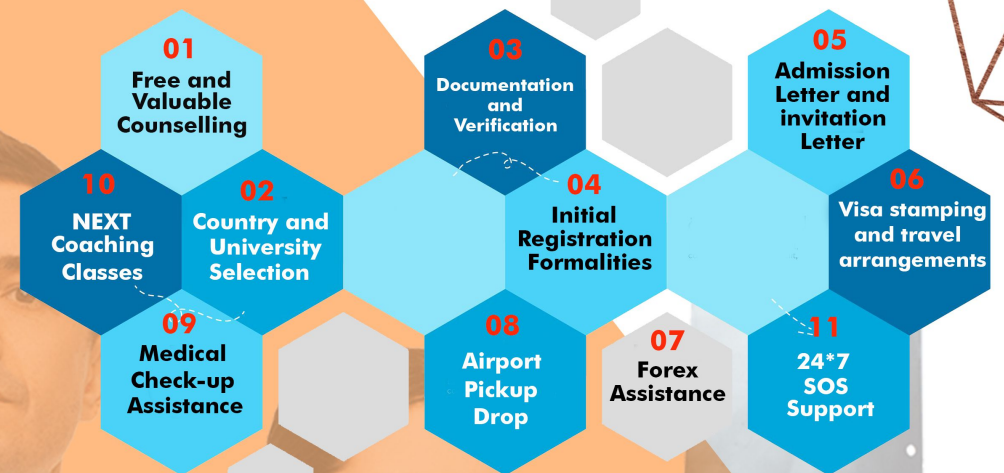 01
Free and
Valuable
Counselling
02
Country and
University
Selection
03
Documentation
and
Verification
04
Initial
Registration
Formalities
05
Admission
Letter and
invitation
Letter
06
Visa stamping
and travel
arrangements
07
Forex
Assistance
08
Airport
Pickup
Drop
09
Medical
Check-up
Assistance
10
NEXT
Coaching
Classes
11
24*7
SOS
Support